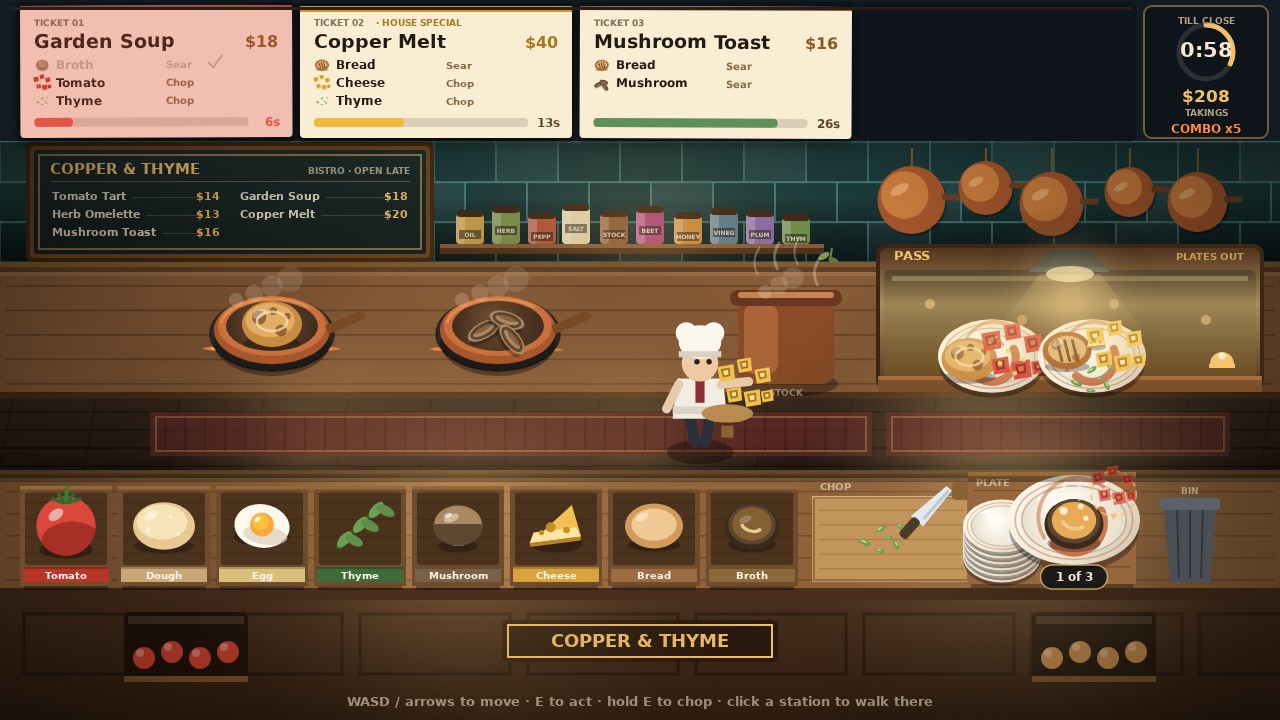 TICKET 01
Garden Soup $18
Broth Sear
Tomato Chop
Thyme Chop
6s
TICKET 02 · HOUSE SPECIAL
Copper Melt $40
Bread Sear
Cheese Chop
Thyme Chop
13s
TICKET 03
Mushroom Toast $16
Bread Sear
Mushroom Sear
26s
TILL CLOSE
0:58
$208
TAKINGS
COMBO x5
COPPER & THYME BISTRO · OPEN LATE
Tomato Tart $14 Garden Soup $18
Herb Omelette $13 Copper Melt $20
Mushroom Toast $16
OIL HERB PEPP SALT STOCK BEET HONEY VINEG PLUM THYM
PASS PLATES OUT
STOCK
CHOP PLATE BIN
Tomato Dough Egg Thyme Mushroom Cheese Bread Broth
1 of 3
COPPER & THYME
WASD / arrows to move · E to act · hold E to chop · click a station to walk there